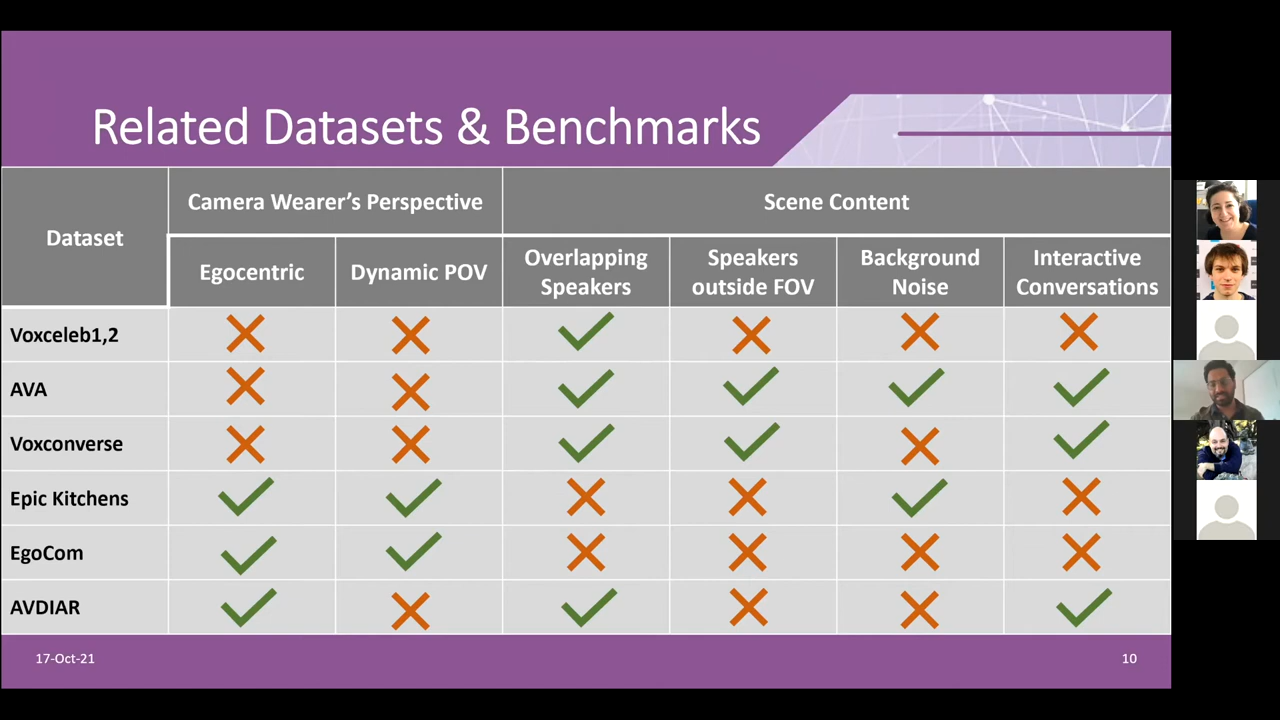 Related Datasets & Benchmarks
Dataset
Camera Wearer's Perspective
Scene Content
Egocentric
Dynamic POV
Overlapping
Speakers
Speakers
outside FOV
Background
Noise
Interactive
Conversations
Voxceleb1,2
AVA
Voxconverse
Epic Kitchens
EgoCom
AVDIAR
17-Oct-21
10